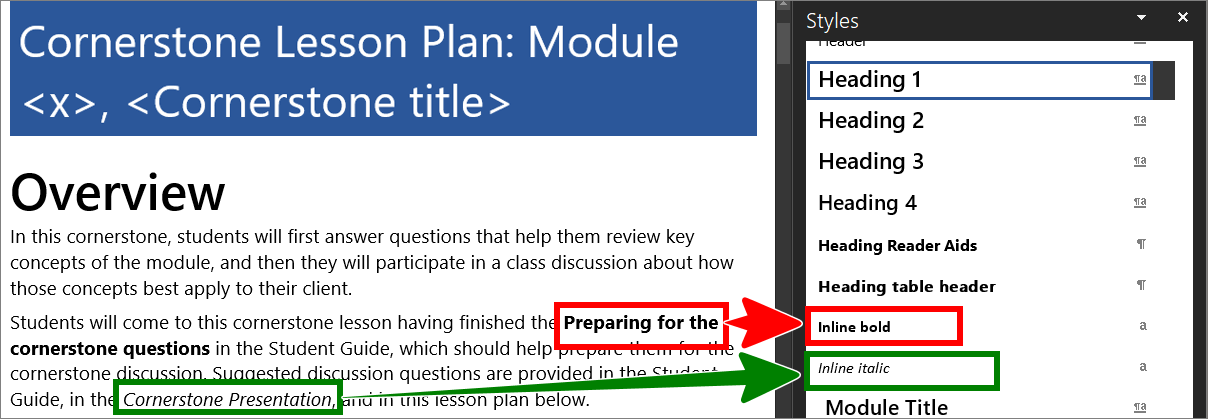 Cornerstone Lesson Plan: Module
<x>, <Cornerstone title>
Overview
In this cornerstone, students will first answer questions that help them review key
concepts of the module, and then they will participate in a class discussion about how
those concepts best apply to their client.
Students will come to this cornerstone lesson having finished the Preparing for the
cornerstone questions in the Student Guide, which should help prepare them for the
cornerstone discussion. Suggested discussion questions are provided in the Student
Guide, in the Cornerstone Presentation, and in this lesson plan below.
Styles
Header ¶a
Heading 1 ¶a
Heading 2 ¶a
Heading 3 ¶a
Heading 4 ¶a
Heading Reader Aids ¶
Heading table header ¶
Inline bold a
Inline italic a
Module Title ¶a